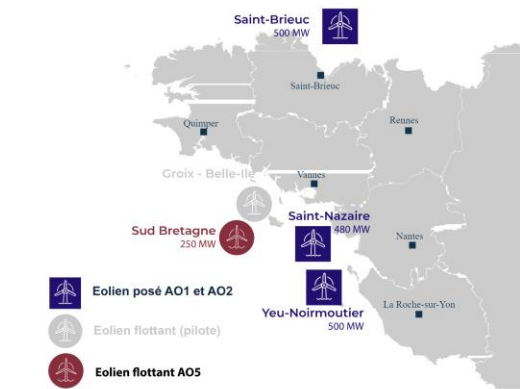 Saint-Brieuc
500 MW
Saint-Brieuc
Quimper
Rennes
Groix - Belle-Ile
Vannes
Saint-Nazaire
480 MW
Sud Bretagne
250 MW
Nantes
Yeu-Noirmoutier
500 MW
La Roche-sur-Yon
Eolien posé AO1 et AO2
Eolien flottant (pilote)
Eolien flottant AO5